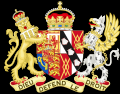 DIEU DEFEND LE DROIT